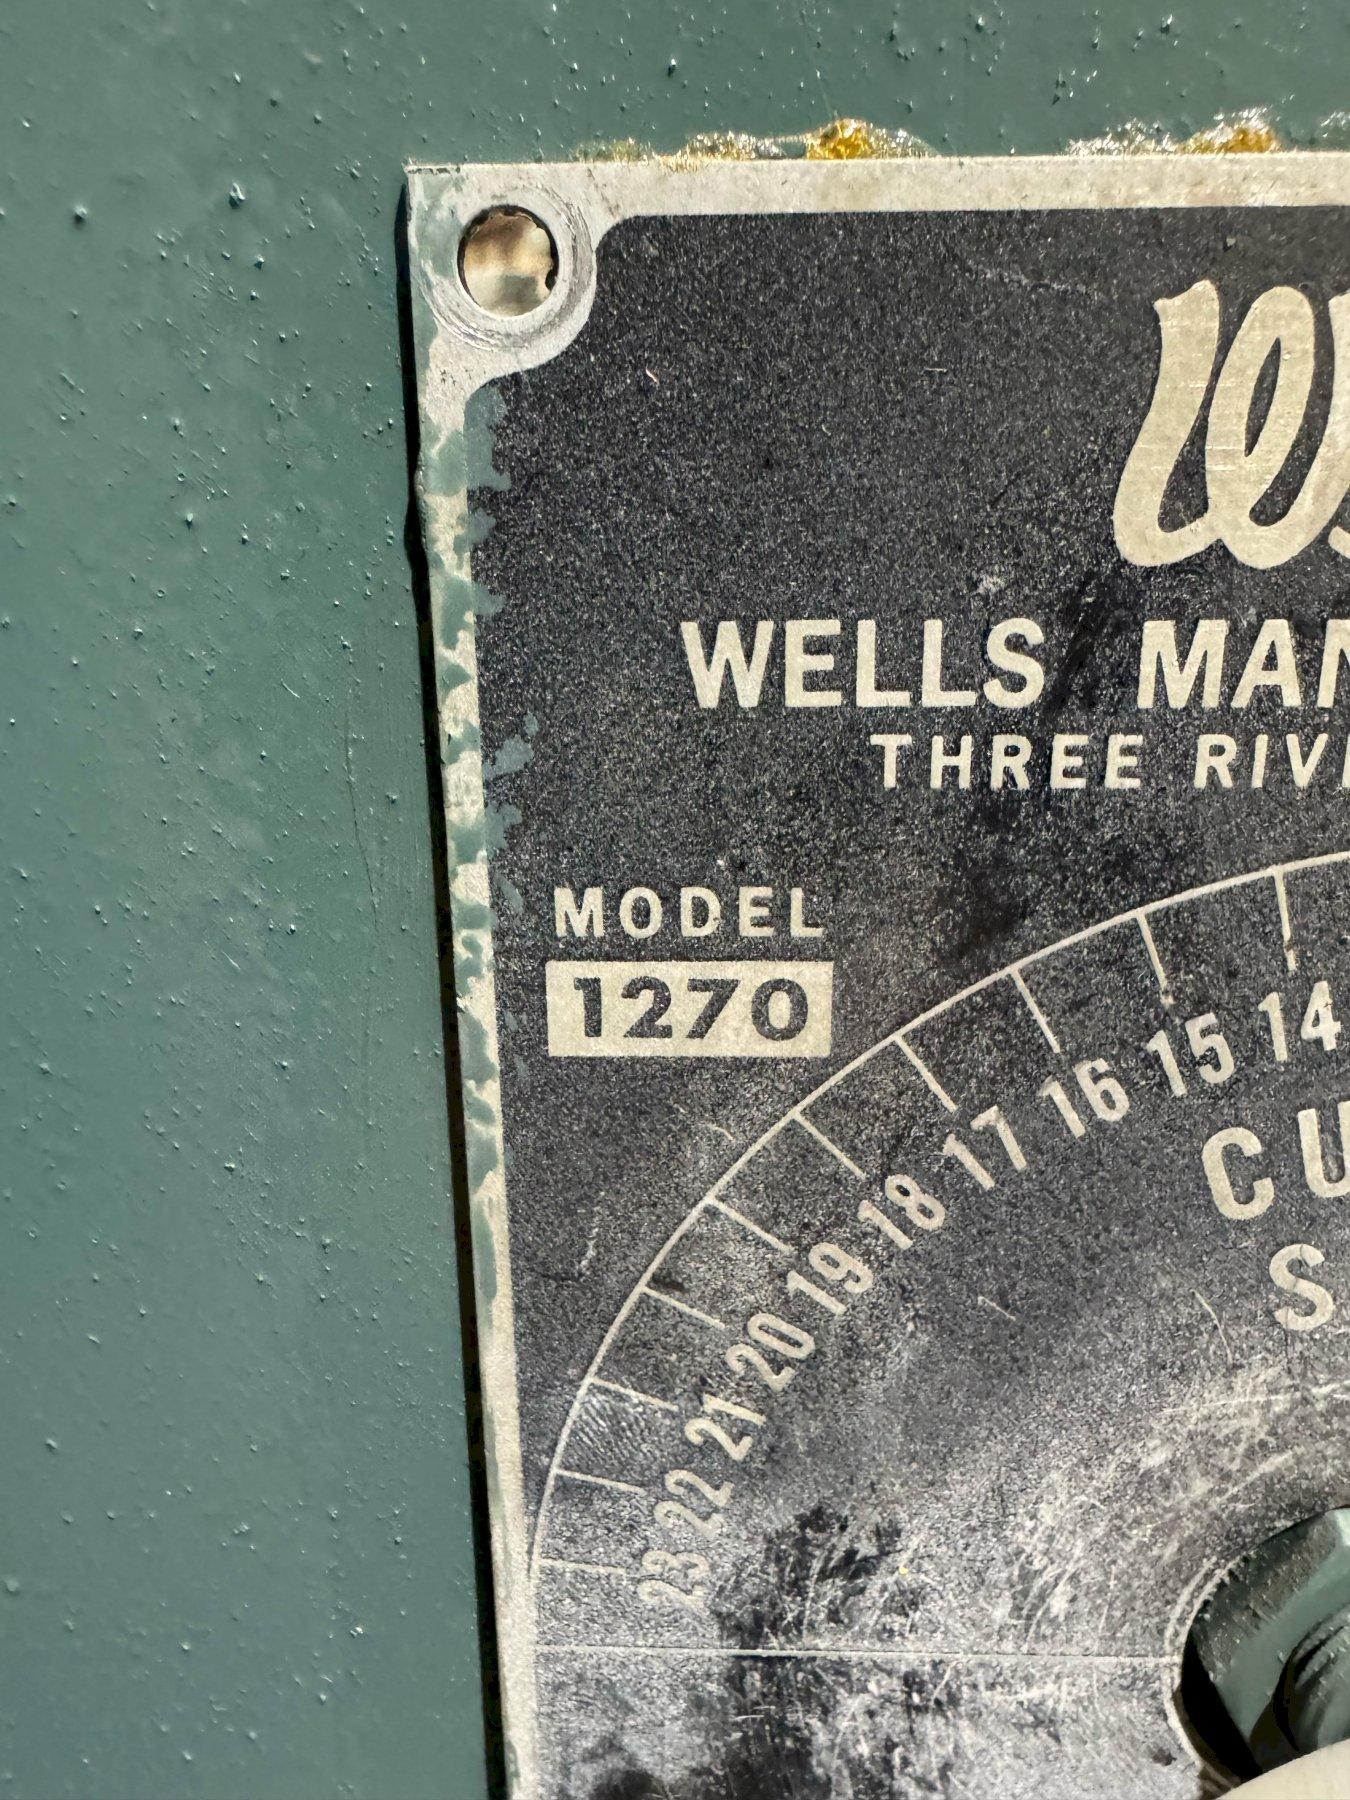 WELLS MAN
THREE RIV
MODEL
1270
23 22 21 20 19 18 17 16 15 14
CU
S